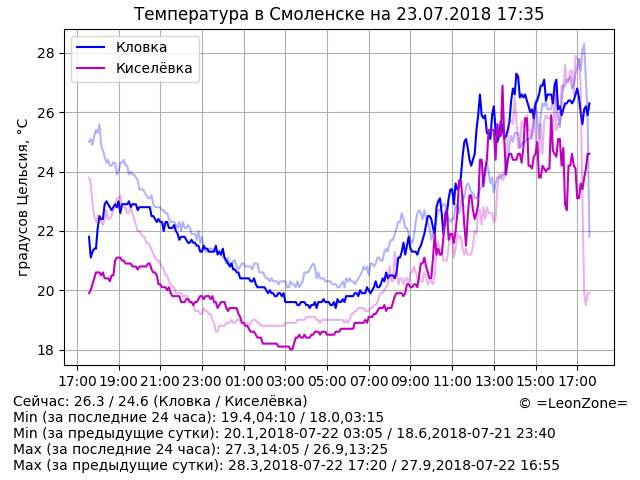 Температура в Смоленске на 23.07.2018 17:35
Кловка
Киселёвка
градусов Цельсия, °C
28
26
24
22
20
18
17:00 19:00 21:00 23:00 01:00 03:00 05:00 07:00 09:00 11:00 13:00 15:00 17:00
Сейчас: 26.3 / 24.6 (Кловка / Киселёвка)
© =LeonZone=
Min (за последние 24 часа): 19.4,04:10 / 18.0,03:15
Min (за предыдущие сутки): 20.1,2018-07-22 03:05 / 18.6,2018-07-21 23:40
Max (за последние 24 часа): 27.3,14:05 / 26.9,13:25
Max (за предыдущие сутки): 28.3,2018-07-22 17:20 / 27.9,2018-07-22 16:55